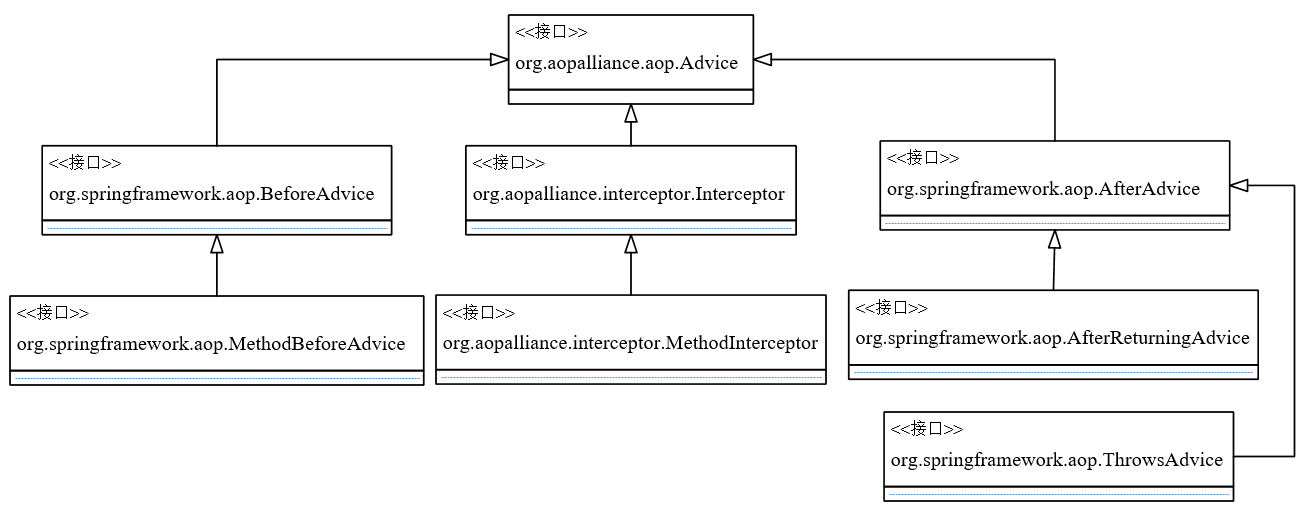 <<接口>>
org.aopalliance.aop.Advice
<<接口>>
org.springframework.aop.BeforeAdvice
<<接口>>
org.aopalliance.interceptor.Interceptor
<<接口>>
org.springframework.aop.AfterAdvice
<<接口>>
org.springframework.aop.MethodBeforeAdvice
<<接口>>
org.aopalliance.interceptor.MethodInterceptor
<<接口>>
org.springframework.aop.AfterReturningAdvice
<<接口>>
org.springframework.aop.ThrowsAdvice